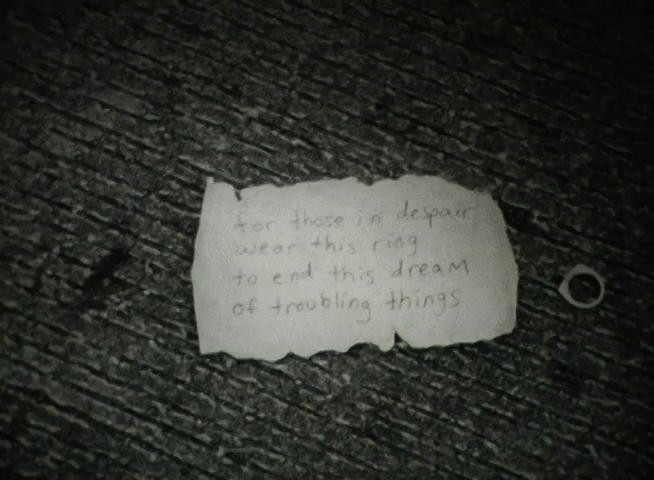 for those in despair
wear this ring
to end this dream
of troubling things